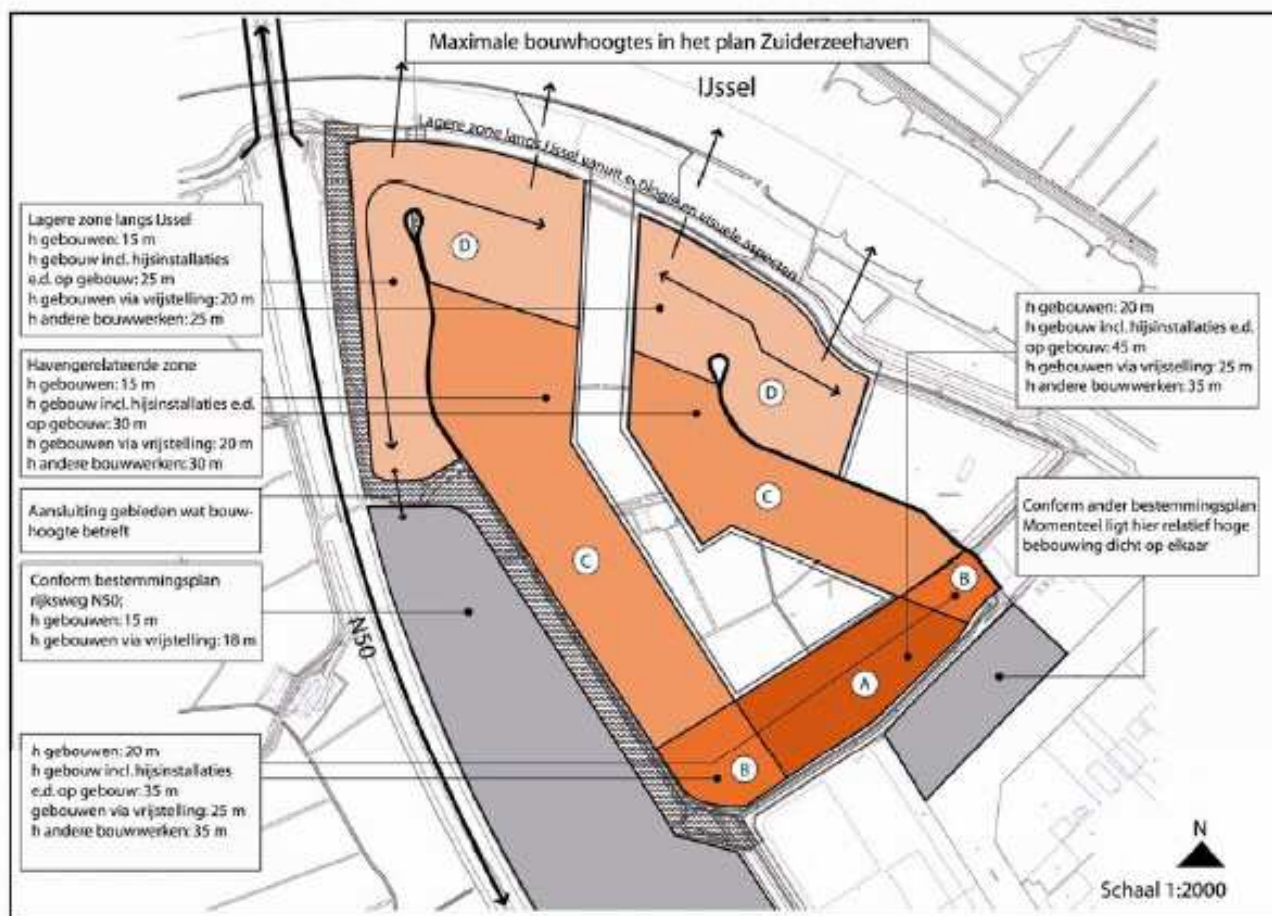 Maximale bouwhoogtes in het plan Zuiderzeehaven
IJssel
Lagere zone langs IJssel vanuit en visuele aspecten
Lagere zone langs IJssel
h gebouwen: 15 m
h gebouw incl. hijsinstallaties
e.d. op gebouw: 25 m
h gebouwen via vrijstelling: 20 m
h andere bouwwerken: 25 m
Havengerelateerde zone
h gebouwen: 15 m
h gebouw incl. hijsinstallaties e.d.
op gebouw: 30 m
h gebouwen via vrijstelling: 20 m
h andere bouwwerken: 30 m
Aansluiting gebieden wat bouw-
hoogte betreft
Conform bestemmingsplan
rijksweg N50;
h gebouwen: 15 m
h gebouwen via vrijstelling: 18 m
h gebouwen: 20 m
h gebouw incl. hijsinstallaties
e.d. op gebouw: 35 m
gebouwen via vrijstelling: 25 m
h andere bouwwerken: 35 m
N50
D
D
C
C
B
A
B
h gebouwen: 20 m
h gebouw incl. hijsinstallaties e.d.
op gebouw: 45 m
h gebouwen via vrijstelling: 25 m
h andere bouwwerken: 35 m
Conform ander bestemmingsplan
Momenteel ligt hier relatief hoge
bebouwing dicht op elkaar
N
Schaal 1:2000